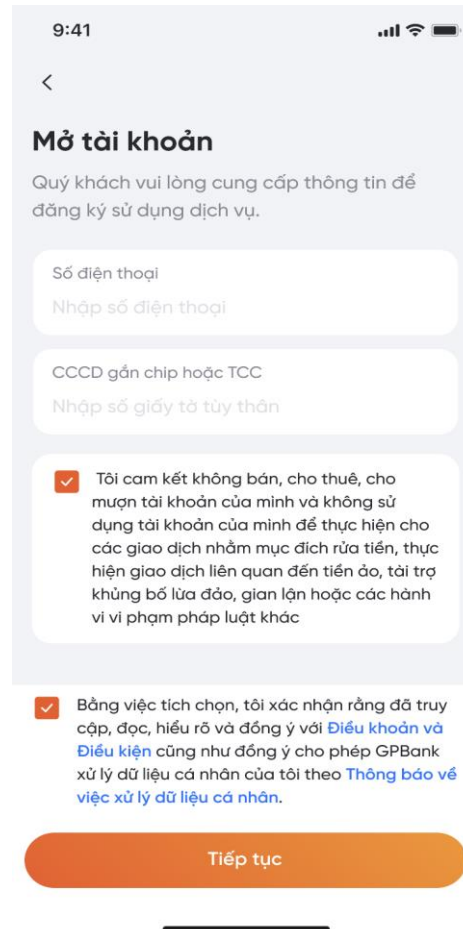 9:41
Mở tài khoản
Quý khách vui lòng cung cấp thông tin để
đăng ký sử dụng dịch vụ.
Số điện thoại
Nhập số điện thoại
CCCD gắn chip hoặc TCC
Nhập số giấy tờ tùy thân
Tôi cam kết không bán, cho thuê, cho
mượn tài khoản của mình và không sử
dụng tài khoản của mình để thực hiện cho
các giao dịch nhằm mục đích rửa tiền, thực
hiện giao dịch liên quan đến tiền ảo, tài trợ
khủng bố lừa đảo, gian lận hoặc các hành
vi vi phạm pháp luật khác
Bằng việc tích chọn, tôi xác nhận rằng đã truy
cập, đọc, hiểu rõ và đồng ý với Điều khoản và
Điều kiện cũng như đồng ý cho phép GPBank
xử lý dữ liệu cá nhân của tôi theo Thông báo về
việc xử lý dữ liệu cá nhân.
Tiếp tục